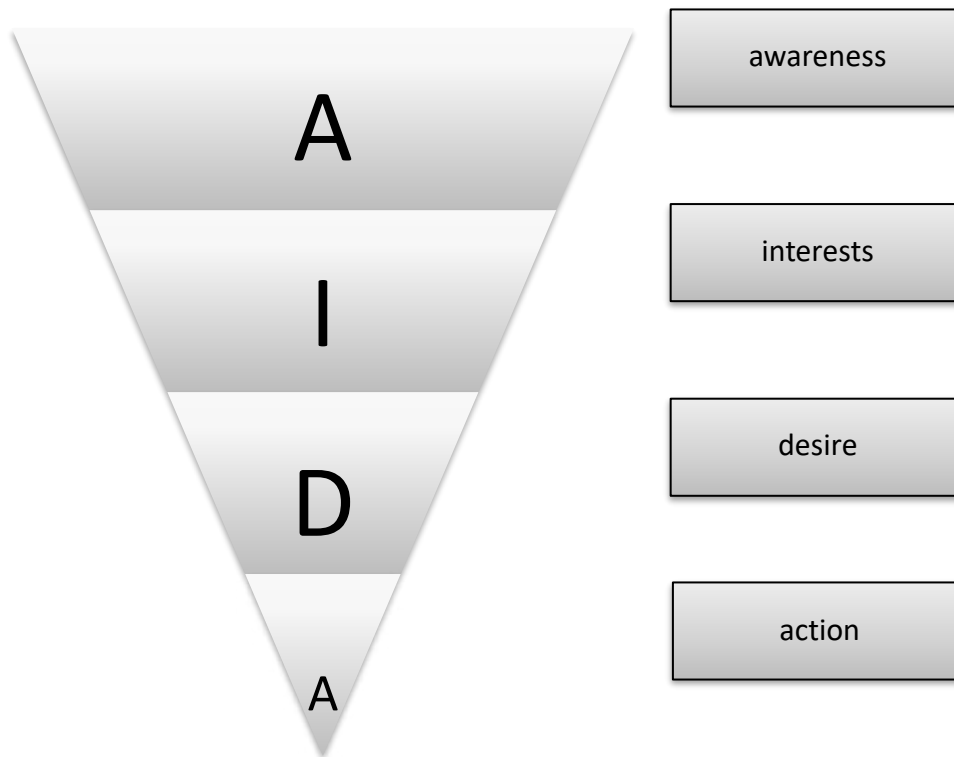 A
awareness
I
interests
D
desire
A
action